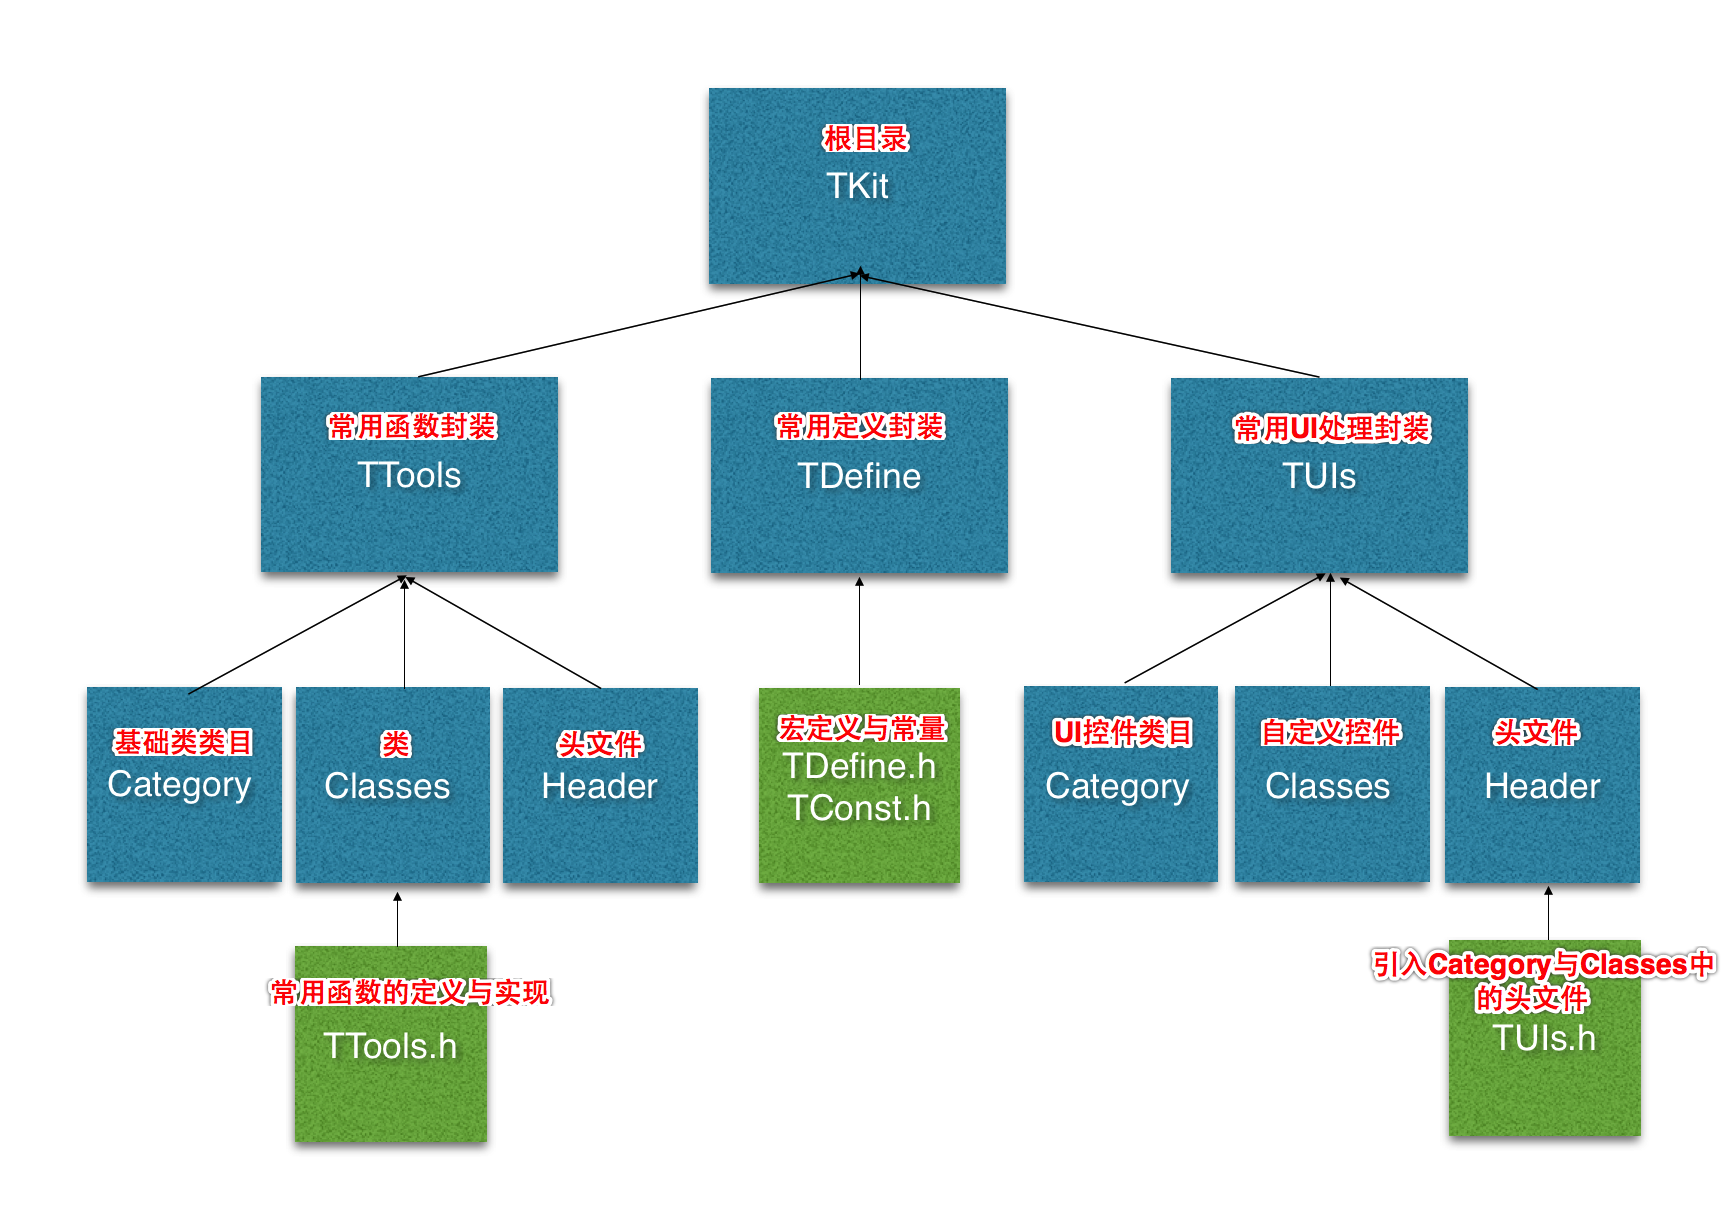 根目录
TKit
常用函数封装
TTools
常用定义封装
TDefine
常用UI处理封装
TUIs
基础类类目
Category
类
Classes
头文件
Header
宏定义与常量
TDefine.h
TConst.h
UI控件类目
Category
自定义控件
Classes
头文件
Header
常用函数的定义与实现
TTools.h
引入Category与Classes中
的头文件
TUIs.h